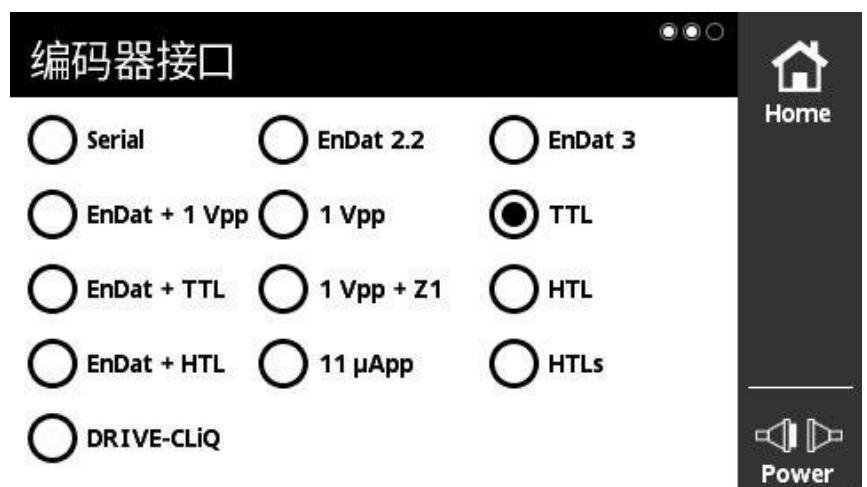 编码器接口
Home
Serial
EnDat 2.2
EnDat 3
EnDat + 1 Vpp
1 Vpp
TTL
EnDat + TTL
1 Vpp + Z1
HTL
EnDat + HTL
11 µApp
HTLs
DRIVE-CLiQ
Power